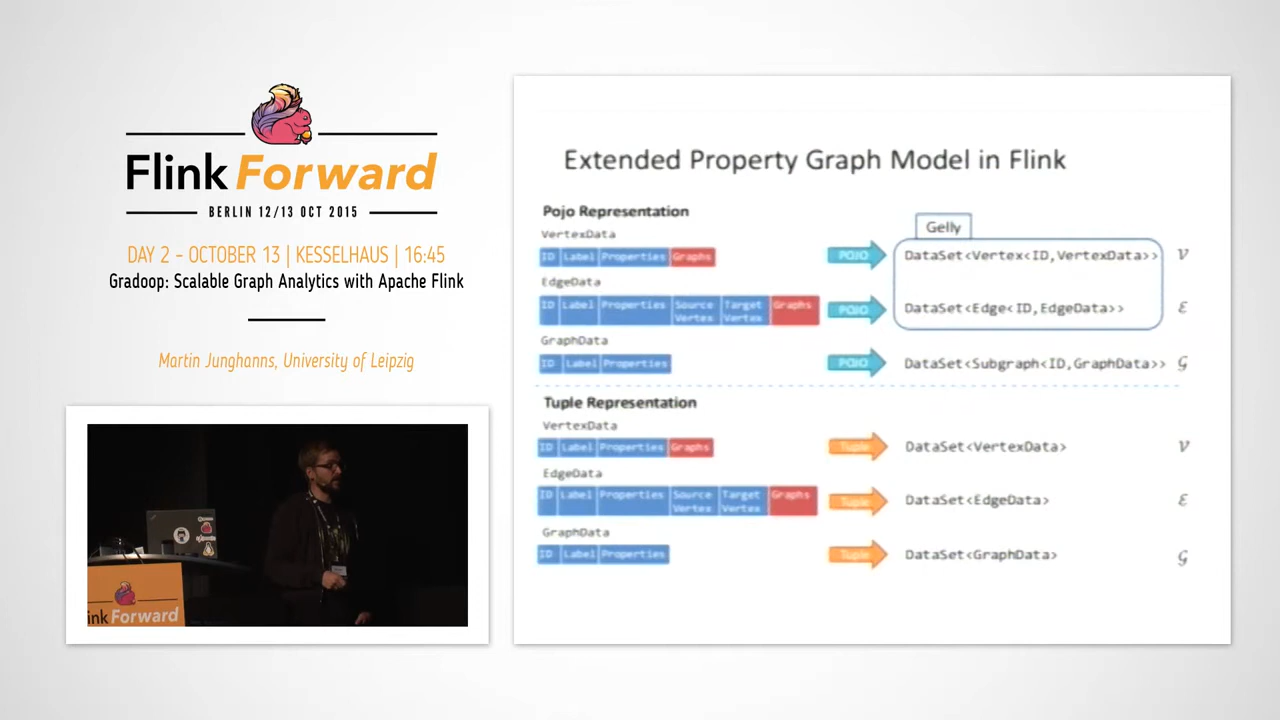 Flink Forward
BERLIN 12/13 OCT 2015
DAY 2 - OCTOBER 13 | KESSELHAUS | 16:45
Gradoop: Scalable Graph Analytics with Apache Flink
Martin Junghanns, University of Leipzig
ink Forward
Extended Property Graph Model in Flink
Pojo Representation
VertexData
ID Label Properties Graphs
POJO
Gelly
DataSet<Vertex<ID,VertexData>>
V
EdgeData
ID Label Properties Source Target Graphs
Vertex Vertex
POJO
DataSet<Edge<ID,EdgeData>>
ℰ
GraphData
ID Label Properties
POJO
DataSet<Subgraph<ID,GraphData>>
𝒢
Tuple Representation
VertexData
ID Label Properties Graphs
Tuple
DataSet<VertexData>
V
EdgeData
ID Label Properties Source Target Graphs
Vertex Vertex
Tuple
DataSet<EdgeData>
ℰ
GraphData
ID Label Properties
Tuple
DataSet<GraphData>
𝒢